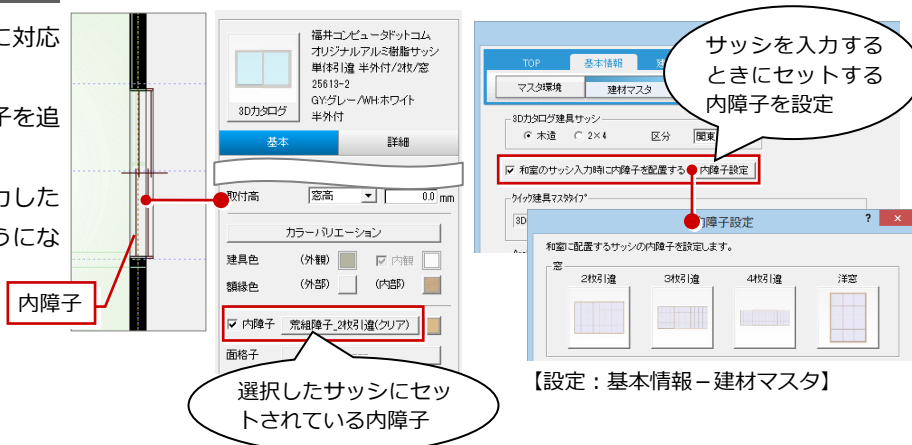 に対応
子を追
力した
うにな
内障子
福井コンピュータドットコム
オリジナルアルミ樹脂サッシ
単体引違 半外付/2枚/窓
25613-2
GY:グレー/WH:ホワイト
半外付
3Dカタログ
基本
詳細
取付高
窓高
0.0 mm
カラーバリエーション
建具色
(外観)
内観
額縁色
(外部)
(内部)
内障子
荒組障子_2枚引違(クリア)
面格子
選択したサッシにセッ
トされている内障子
TOP
基本情報
マスタ環境
建材マスタ
3Dカタログ建具サッシ
木造
2×4
区分
関東
和室のサッシ入力時に内障子を配置する
内障子設定
クイック建具マスタタイプ
3D
サッシを入力する
ときにセットする
内障子を設定
内障子設定
?
×
和室に配置するサッシの内障子を設定します。
窓
2枚引違
3枚引違
4枚引違
洋窓
【設定：基本情報－建材マスタ】